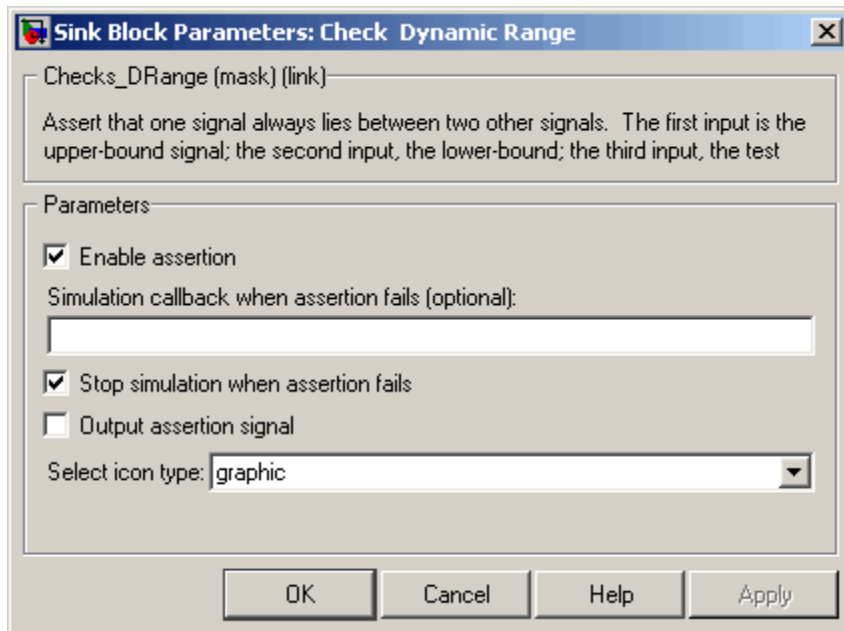 Sink Block Parameters: Check Dynamic Range
Checks_DRange (mask) (link)
Assert that one signal always lies between two other signals. The first input is the
upper-bound signal; the second input, the lower-bound; the third input, the test
Parameters
Enable assertion
Simulation callback when assertion fails (optional):
Stop simulation when assertion fails
Output assertion signal
Select icon type: graphic
OK Cancel Help Apply